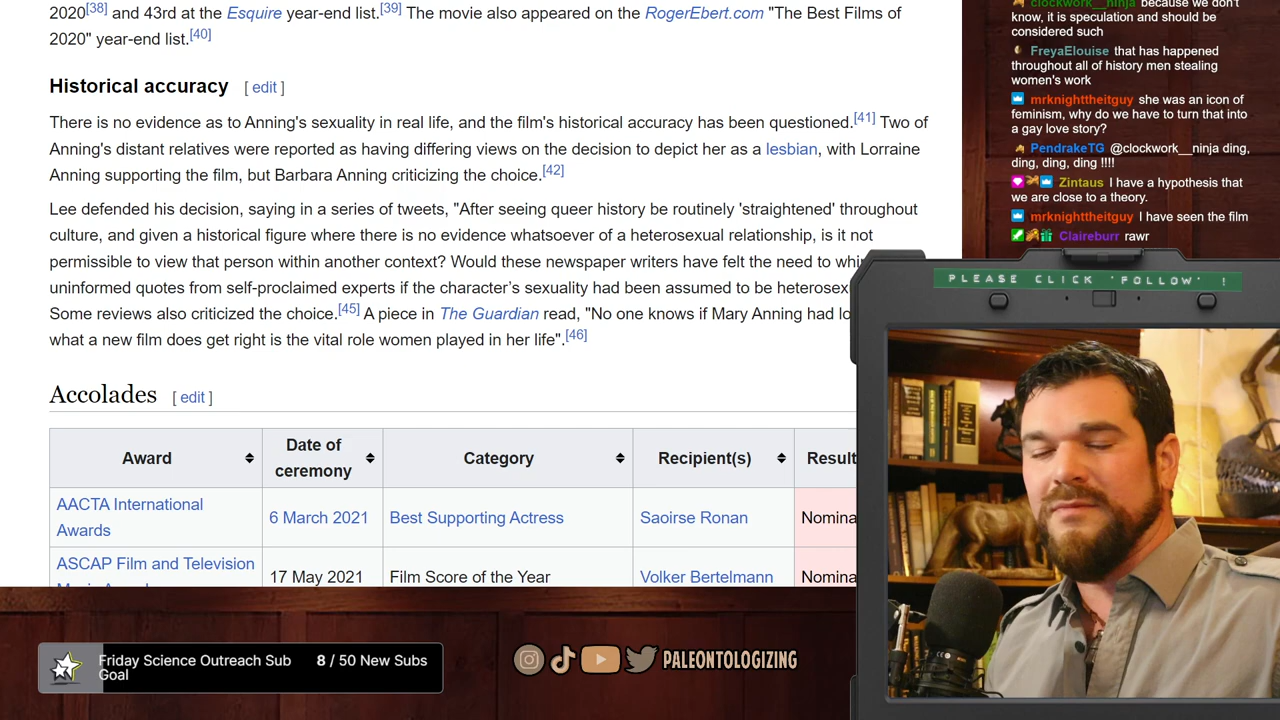 2020[38] and 43rd at the Esquire year-end list.[39] The movie also appeared on the RogerEbert.com "The Best Films of
2020" year-end list.[40]
Historical accuracy [ edit ]
There is no evidence as to Anning's sexuality in real life, and the film's historical accuracy has been questioned.[41] Two of
Anning's distant relatives were reported as having differing views on the decision to depict her as a lesbian, with Lorraine
Anning supporting the film, but Barbara Anning criticizing the choice.[42]
Lee defended his decision, saying in a series of tweets, "After seeing queer history be routinely 'straightened' throughout
culture, and given a historical figure where there is no evidence whatsoever of a heterosexual relationship, is it not
permissible to view that person within another context? Would these newspaper writers have felt the need to
uninformed quotes from self-proclaimed experts if the character's sexuality had been assumed to be
Some reviews also criticized the choice.[45] A piece in The Guardian read, "No one knows if Mary Anning had
what a new film does get right is the vital role women played in her life".[46]
Accolades [ edit ]
Award Date of ceremony Category Recipient(s) Result
AACTA International Awards 6 March 2021 Best Supporting Actress Saoirse Ronan Nomina
ASCAP Film and Television 17 May 2021 Film Score of the Year Volker Bertelmann Nomina
clockwork__ninja because we don't
know, it is speculation and should be
considered such
FreyaElouise that has happened
throughout all of history men stealing
women's work
mrknighttheitguy she was an icon of
feminism, why do we have to turn that into
a gay love story?
PendrakeTG @clockwork__ninja ding,
ding, ding, ding !!!!
Zintaus I have a hypothesis that
we are close to a theory.
mrknighttheitguy I have seen the film
Claireburr rawr
PLEASE CLICK 'FOLLOW' !
Friday Science Outreach Sub 8 / 50 New Subs
Goal
PALEONTOLOGIZING